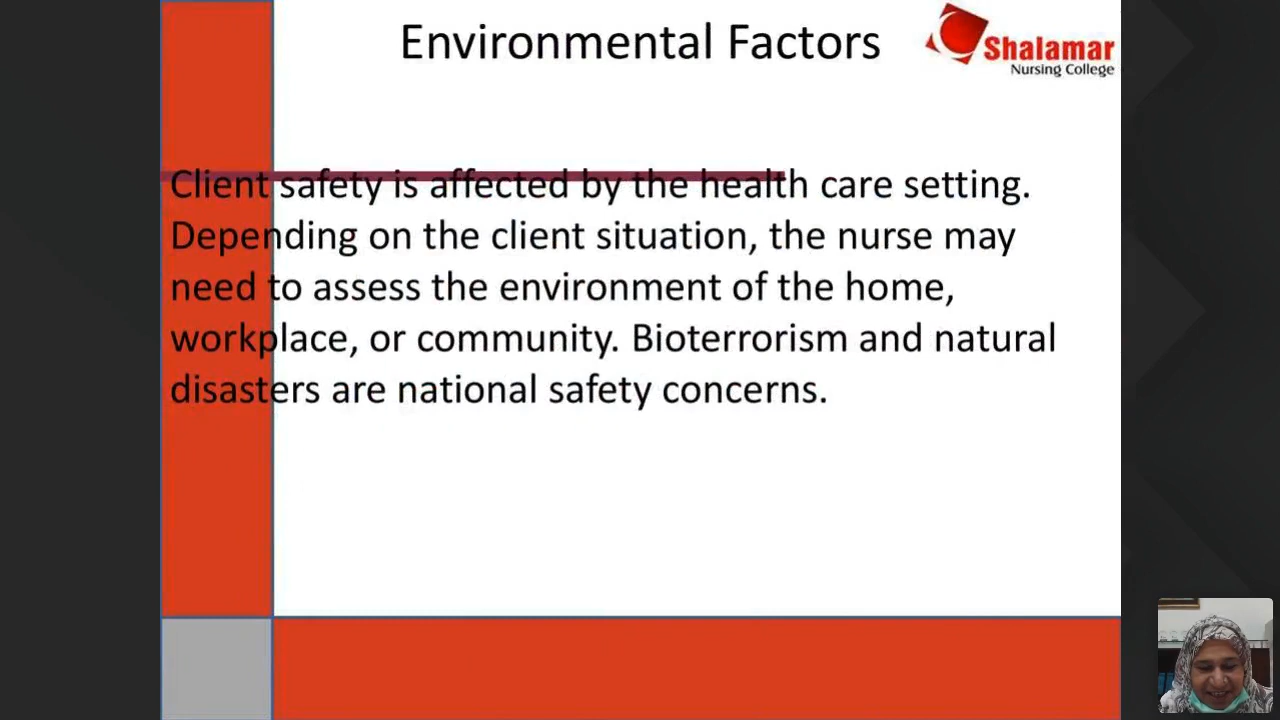 Environmental Factors
Shalamar
Nursing College
Client safety is affected by the health care setting.
Depending on the client situation, the nurse may
need to assess the environment of the home,
workplace, or community. Bioterrorism and natural
disasters are national safety concerns.